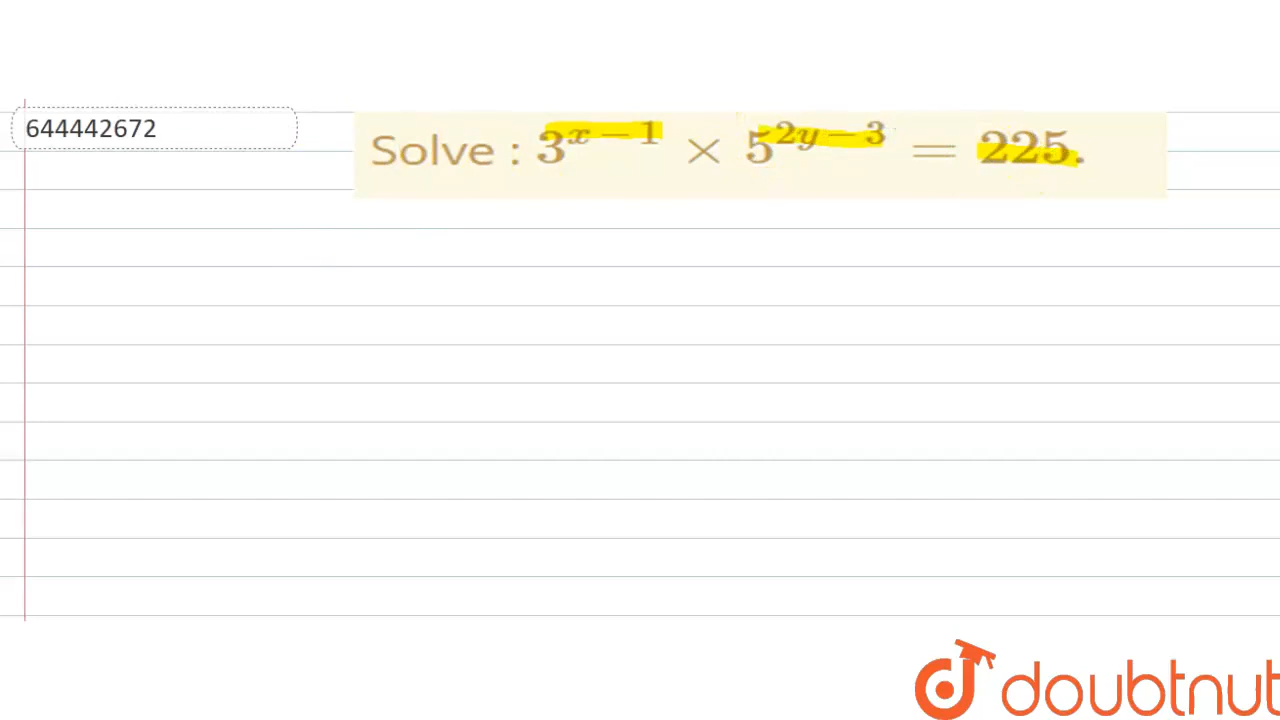 644442672
Solve : 3^{x − 1} × 5^{2y − 3} = 225.
doubtnut